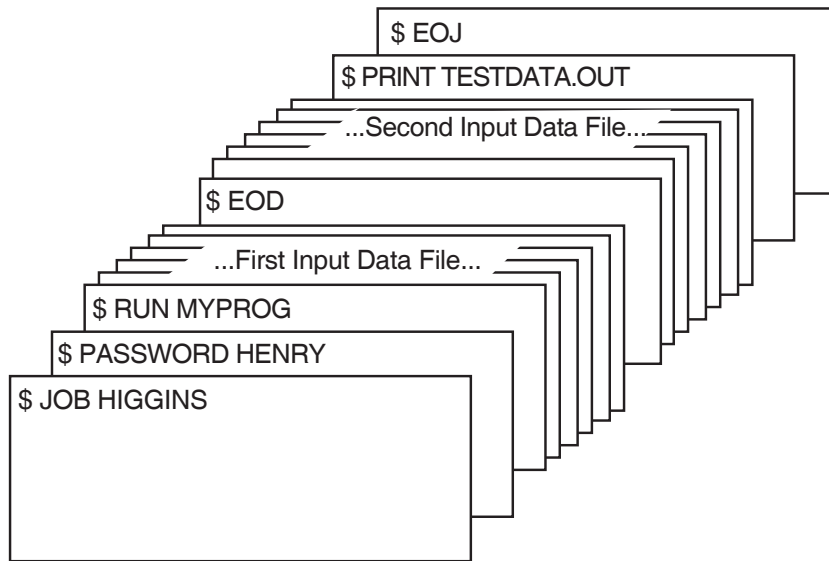 $ EOJ
$ PRINT TESTDATA.OUT
...Second Input Data File...
$ EOD
...First Input Data File...
$ RUN MYPROG
$ PASSWORD HENRY
$ JOB HIGGINS